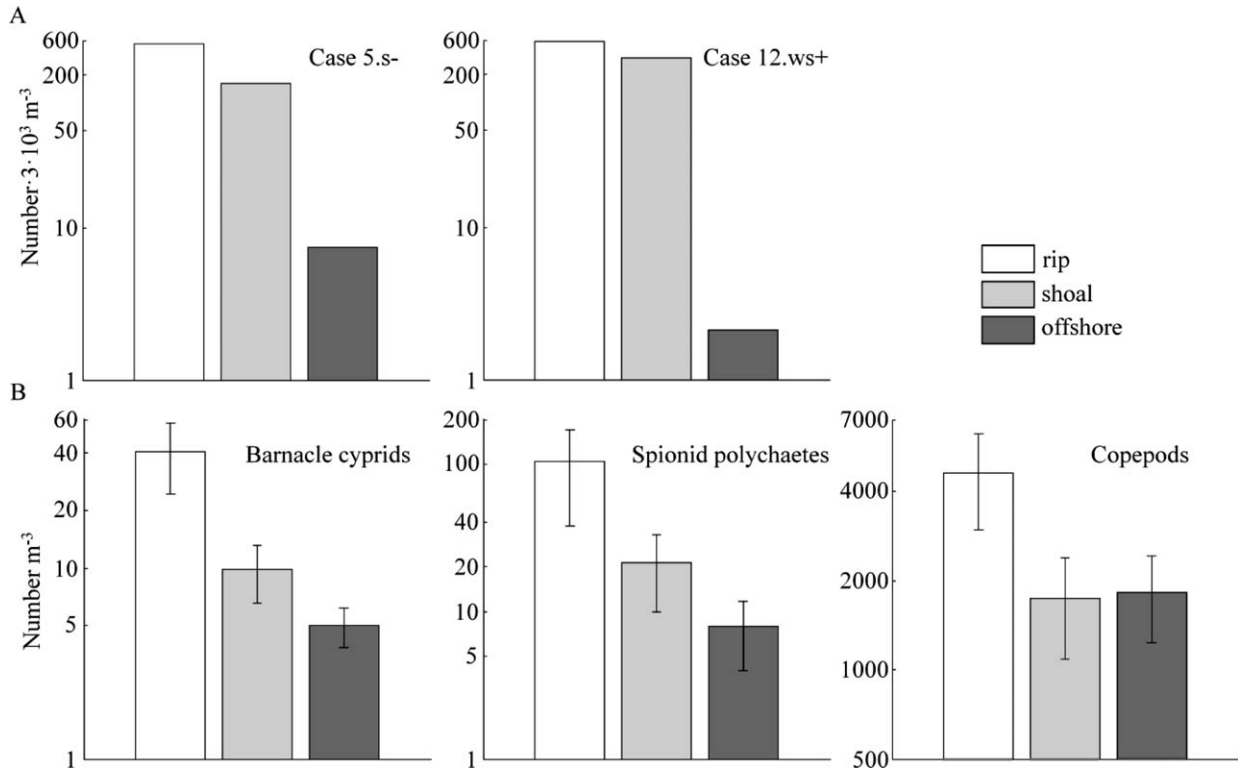 A
Number·3·10³ m⁻³
600
200
50
10
1
Case 5.s-
600
200
50
10
1
Case 12.ws+
rip
shoal
offshore
B
Number m⁻³
60
40
20
10
5
1
Barnacle cyprids
200
100
40
20
10
5
1
Spionid polychaetes
7000
4000
2000
1000
500
Copepods